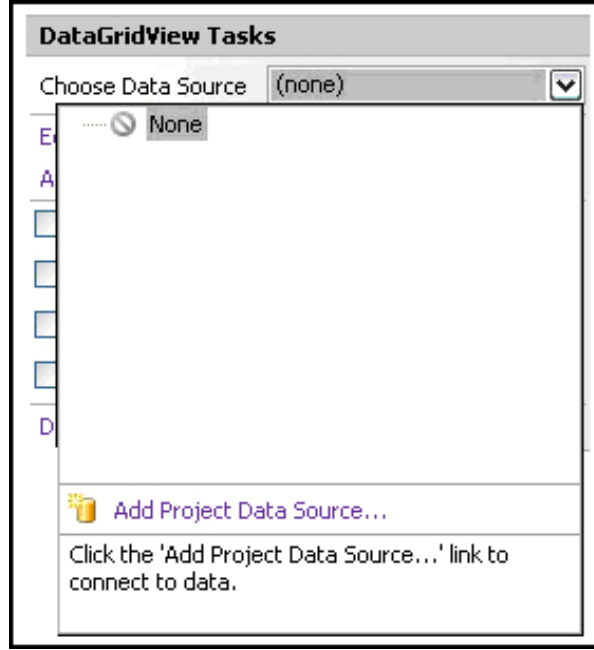 DataGridView Tasks
Choose Data Source (none)
None
Add Project Data Source...
Click the 'Add Project Data Source...' link to
connect to data.